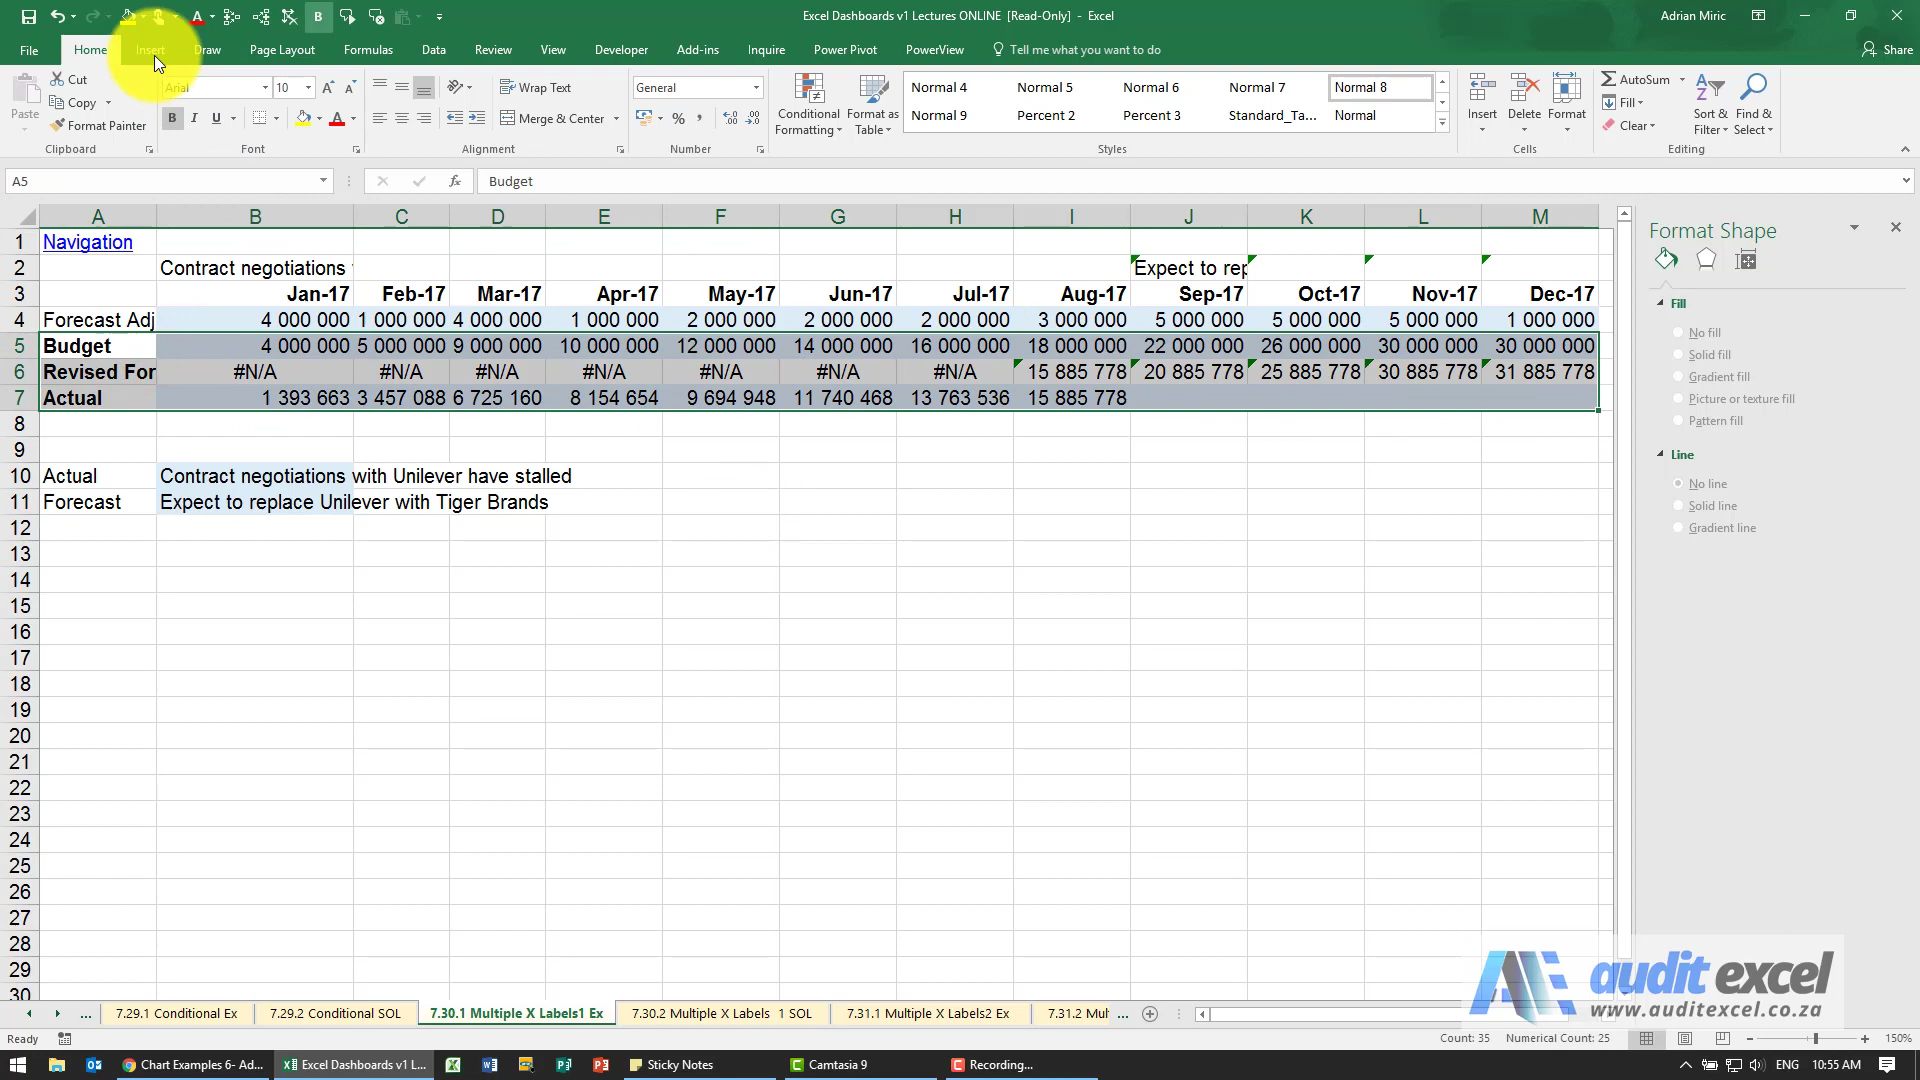 Excel Dashboards v1 Lectures ONLINE [Read-Only] - Excel
Adrian Miric
File Home Insert Draw Page Layout Formulas Data Review View Developer Add-ins Inquire Power Pivot PowerView Tell me what you want to do Share
Paste Cut Copy Format Painter Clipboard
Arial 10 B I U A Font
Wrap Text Merge & Center Alignment
General % Number
Conditional Formatting Format as Table
Normal 4 Normal 5 Normal 6 Normal 7 Normal 8
Normal 9 Percent 2 Percent 3 Standard_Ta... Normal
Styles
Insert Delete Format Cells
AutoSum Fill Clear Sort & Filter Find & Select Editing
A5 fx Budget
A B C D E F G H I J K L M
1 Navigation
2 Contract negotiations Expect to rep
3 Jan-17 Feb-17 Mar-17 Apr-17 May-17 Jun-17 Jul-17 Aug-17 Sep-17 Oct-17 Nov-17 Dec-17
4 Forecast Adj 4 000 000 1 000 000 4 000 000 1 000 000 2 000 000 2 000 000 2 000 000 3 000 000 5 000 000 5 000 000 5 000 000 1 000 000
5 Budget 4 000 000 5 000 000 9 000 000 10 000 000 12 000 000 14 000 000 16 000 000 18 000 000 22 000 000 26 000 000 30 000 000 30 000 000
6 Revised For #N/A #N/A #N/A #N/A #N/A #N/A #N/A 15 885 778 20 885 778 25 885 778 30 885 778 31 885 778
7 Actual 1 393 663 3 457 088 6 725 160 8 154 654 9 694 948 11 740 468 13 763 536 15 885 778
8
9
10 Actual Contract negotiations with Unilever have stalled
11 Forecast Expect to replace Unilever with Tiger Brands
12
13
14
15
16
17
18
19
20
21
22
23
24
25
26
27
28
29
30
Format Shape
Fill
No fill
Solid fill
Gradient fill
Picture or texture fill
Pattern fill
Line
No line
Solid line
Gradient line
audit excel
www.auditexcel.co.za
... 7.29.1 Conditional Ex 7.29.2 Conditional SOL 7.30.1 Multiple X Labels1 Ex 7.30.2 Multiple X Labels 1 SOL 7.31.1 Multiple X Labels2 Ex 7.31.2 Mul ...
Ready Count: 35 Numerical Count: 25 150%
Chart Examples 6- Ad... Excel Dashboards v1 L... Sticky Notes Camtasia 9 Recording... ENG 10:55 AM